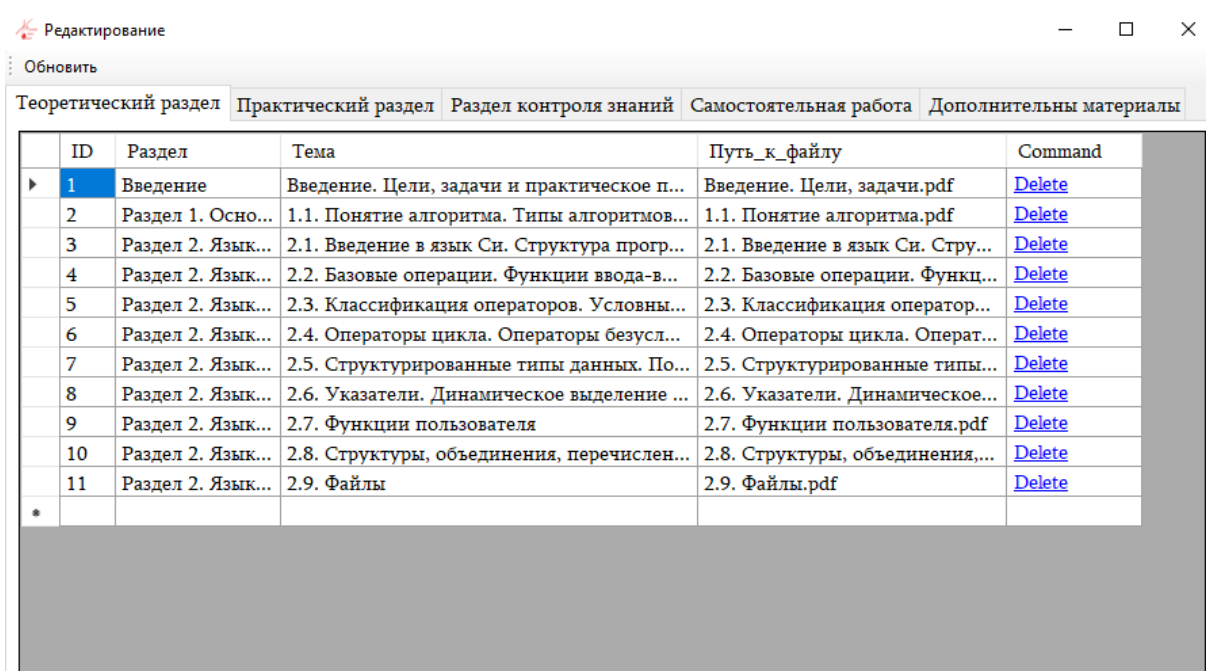 Редактирование
Обновить
Теоретический раздел Практический раздел Раздел контроля знаний Самостоятельная работа Дополнительны материалы
ID Раздел Тема Путь_к_файлу Command
1 Введение Введение. Цели, задачи и практическое п... Введение. Цели, задачи.pdf Delete
2 Раздел 1. Осно... 1.1. Понятие алгоритма. Типы алгоритмов... 1.1. Понятие алгоритма.pdf Delete
3 Раздел 2. Язык... 2.1. Введение в язык Си. Структура прогр... 2.1. Введение в язык Си. Стру... Delete
4 Раздел 2. Язык... 2.2. Базовые операции. Функции ввода-в... 2.2. Базовые операции. Функц... Delete
5 Раздел 2. Язык... 2.3. Классификация операторов. Условны... 2.3. Классификация оператор... Delete
6 Раздел 2. Язык... 2.4. Операторы цикла. Операторы безусл... 2.4. Операторы цикла. Операт... Delete
7 Раздел 2. Язык... 2.5. Структурированные типы данных. По... 2.5. Структурированные типы... Delete
8 Раздел 2. Язык... 2.6. Указатели. Динамическое выделение ... 2.6. Указатели. Динамическое... Delete
9 Раздел 2. Язык... 2.7. Функции пользователя 2.7. Функции пользователя.pdf Delete
10 Раздел 2. Язык... 2.8. Структуры, объединения, перечислен... 2.8. Структуры, объединения,... Delete
11 Раздел 2. Язык... 2.9. Файлы 2.9. Файлы.pdf Delete